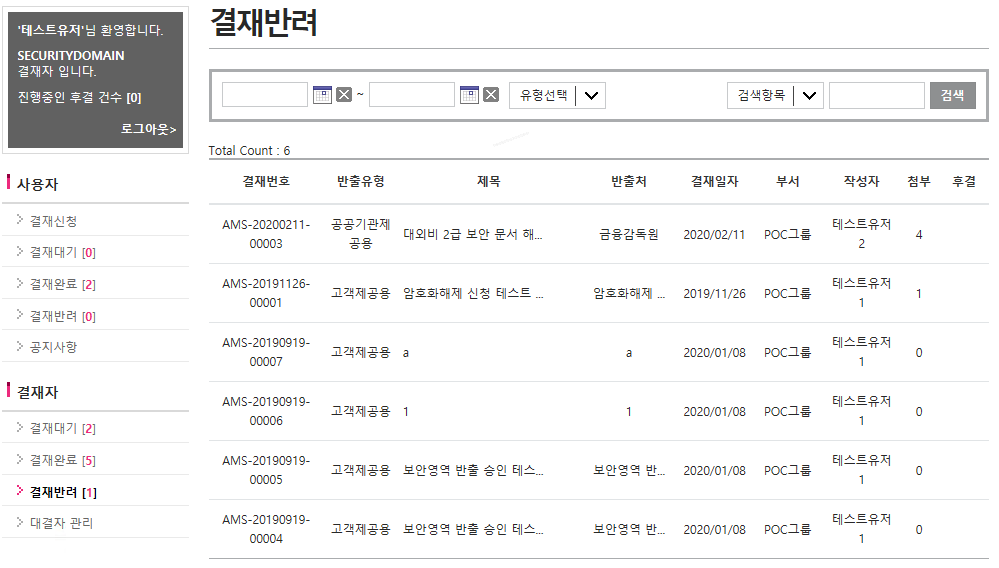 '테스트유저'님 환영합니다.
SECURITYDOMAIN
결재자 입니다.
진행중인 후결 건수 [0]
로그아웃>
사용자
결재신청
결재대기 [0]
결재완료 [2]
결재반려 [0]
공지사항
결재자
결재대기 [2]
결재완료 [5]
결재반려 [1]
대결자 관리
결재반려
~ 유형선택 검색항목 검색
Total Count : 6
결재번호 반출유형 제목 반출처 결재일자 부서 작성자 첨부 후결
AMS-20200211-00003 공공기관제공용 대외비 2급 보안 문서 해... 금융감독원 2020/02/11 POC그룹 테스트유저2 4
AMS-20191126-00001 고객제공용 암호화해제 신청 테스트 ... 암호화해제 ... 2019/11/26 POC그룹 테스트유저1 1
AMS-20190919-00007 고객제공용 a a 2020/01/08 POC그룹 테스트유저1 0
AMS-20190919-00006 고객제공용 1 1 2020/01/08 POC그룹 테스트유저1 0
AMS-20190919-00005 고객제공용 보안영역 반출 승인 테스... 보안영역 반... 2020/01/08 POC그룹 테스트유저1 0
AMS-20190919-00004 고객제공용 보안영역 반출 승인 테스... 보안영역 반... 2020/01/08 POC그룹 테스트유저1 0